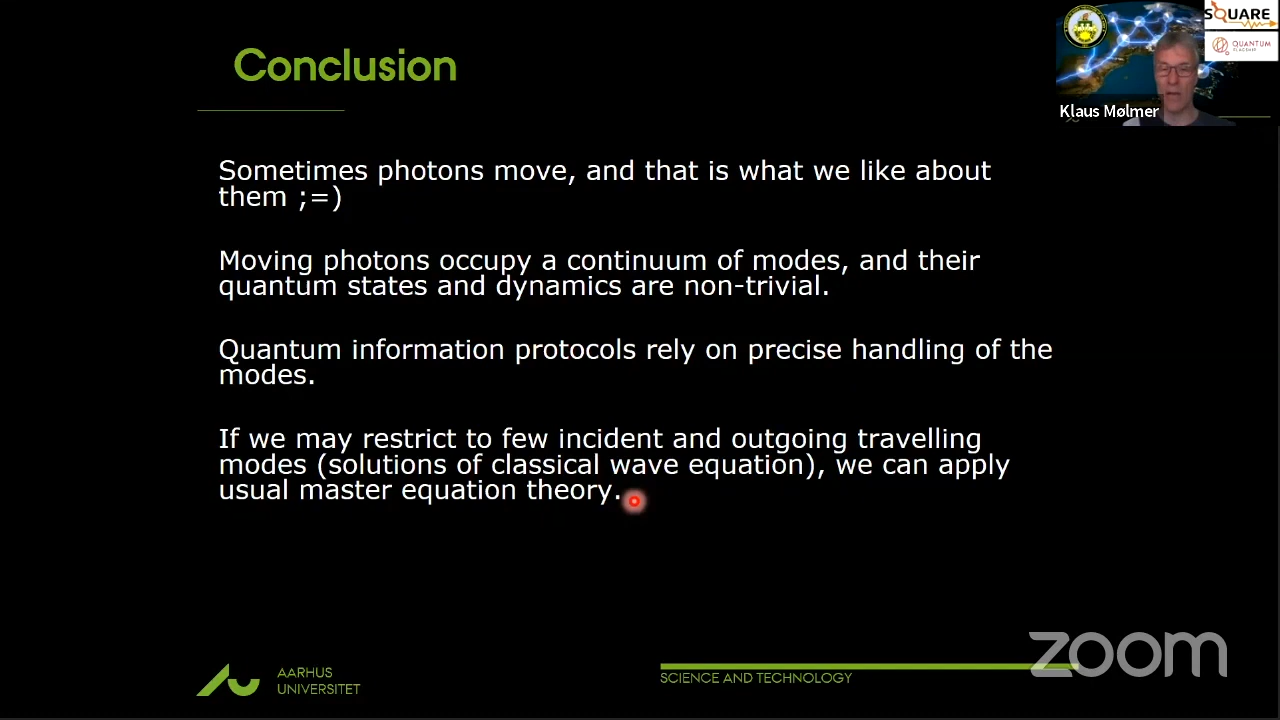 Conclusion
SQUARE
QUANTUM
FLAGSHIP
Klaus Mølmer
Sometimes photons move, and that is what we like about
them ;=)
Moving photons occupy a continuum of modes, and their
quantum states and dynamics are non-trivial.
Quantum information protocols rely on precise handling of the
modes.
If we may restrict to few incident and outgoing travelling
modes (solutions of classical wave equation), we can apply
usual master equation theory.
zoom
AARHUS
UNIVERSITET
SCIENCE AND TECHNOLOGY